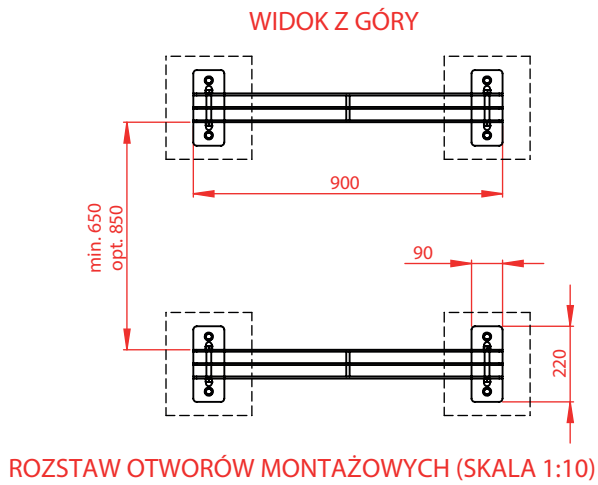 WIDOK Z GÓRY
900
min. 650
opt. 850
90
220
ROZSTAW OTWORÓW MONTAŻOWYCH (SKALA 1:10)